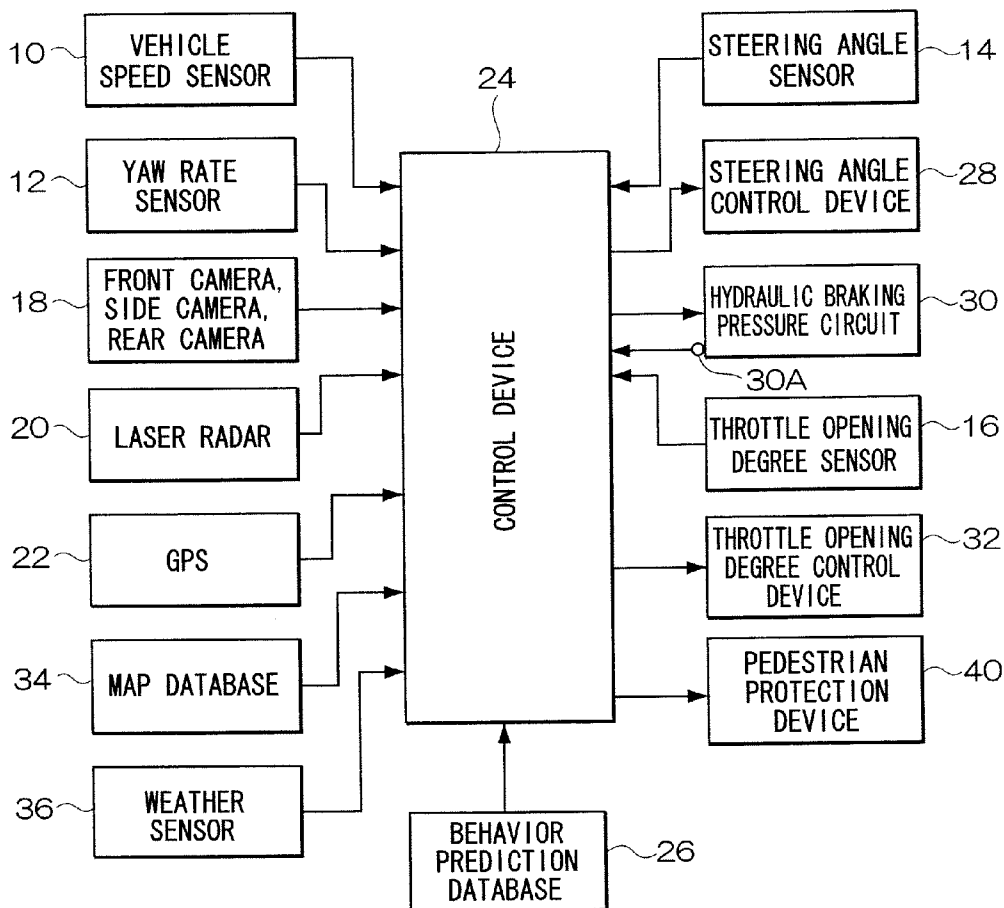 10
VEHICLE
SPEED SENSOR
12
YAW RATE
SENSOR
18
FRONT CAMERA,
SIDE CAMERA,
REAR CAMERA
20
LASER RADAR
22
GPS
34
MAP DATABASE
36
WEATHER
SENSOR
24
CONTROL DEVICE
BEHAVIOR
PREDICTION
DATABASE
26
STEERING ANGLE
SENSOR
14
STEERING ANGLE
CONTROL DEVICE
28
HYDRAULIC BRAKING
PRESSURE CIRCUIT
30
30A
THROTTLE OPENING
DEGREE SENSOR
16
THROTTLE OPENING
DEGREE CONTROL
DEVICE
32
PEDESTRIAN
PROTECTION
DEVICE
40